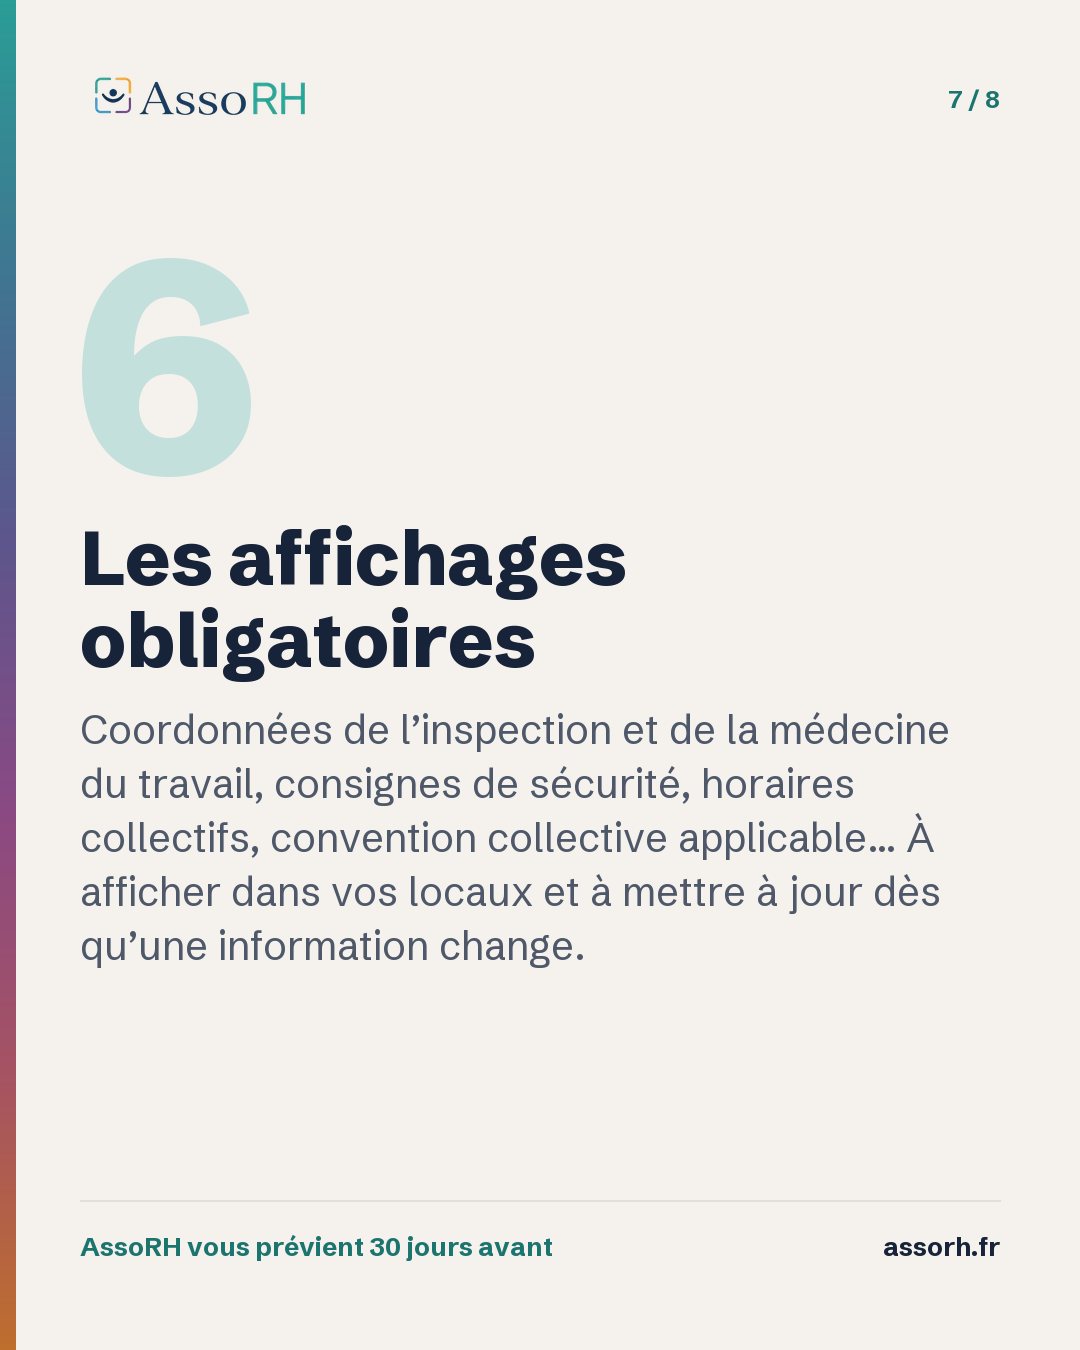 AssoRH
7 / 8
6
Les affichages
obligatoires
Coordonnées de l’inspection et de la médecine
du travail, consignes de sécurité, horaires
collectifs, convention collective applicable… À
afficher dans vos locaux et à mettre à jour dès
qu’une information change.
AssoRH vous prévient 30 jours avant
assorh.fr